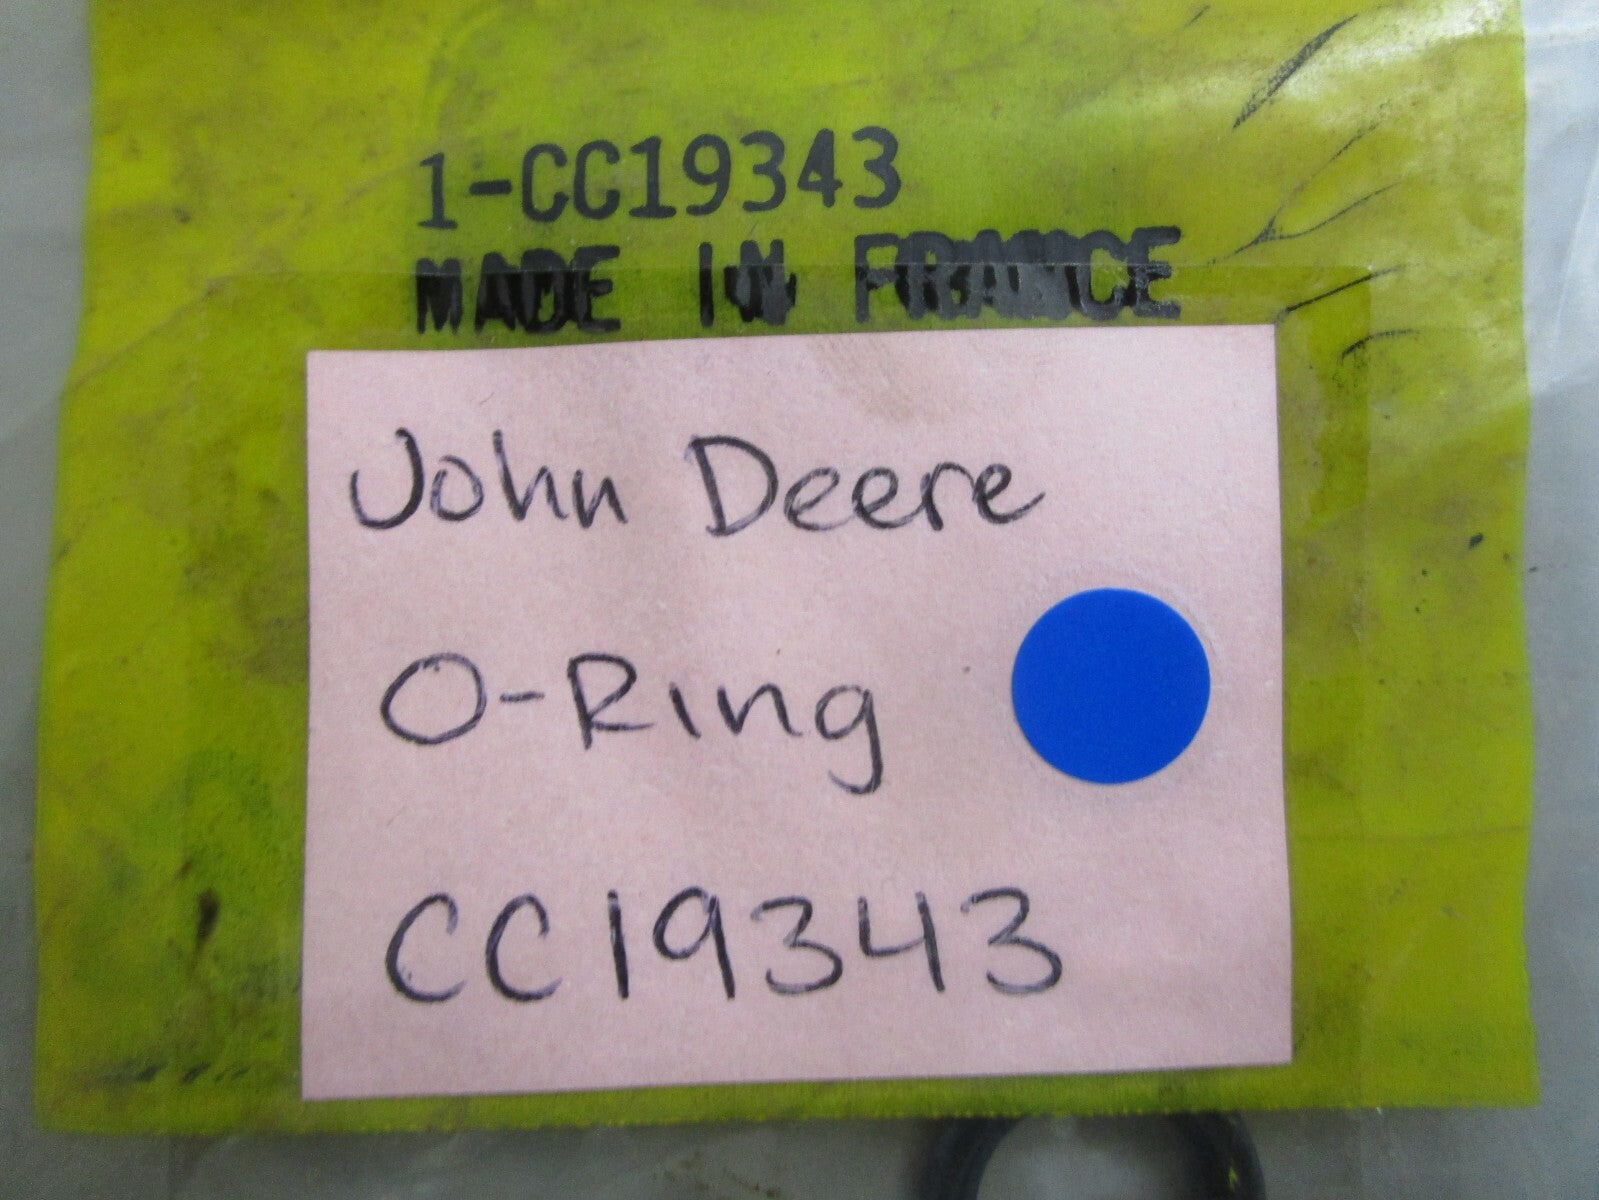 1-CC19343
MADE IN FRANCE
John Deere
O-Ring
CC19343